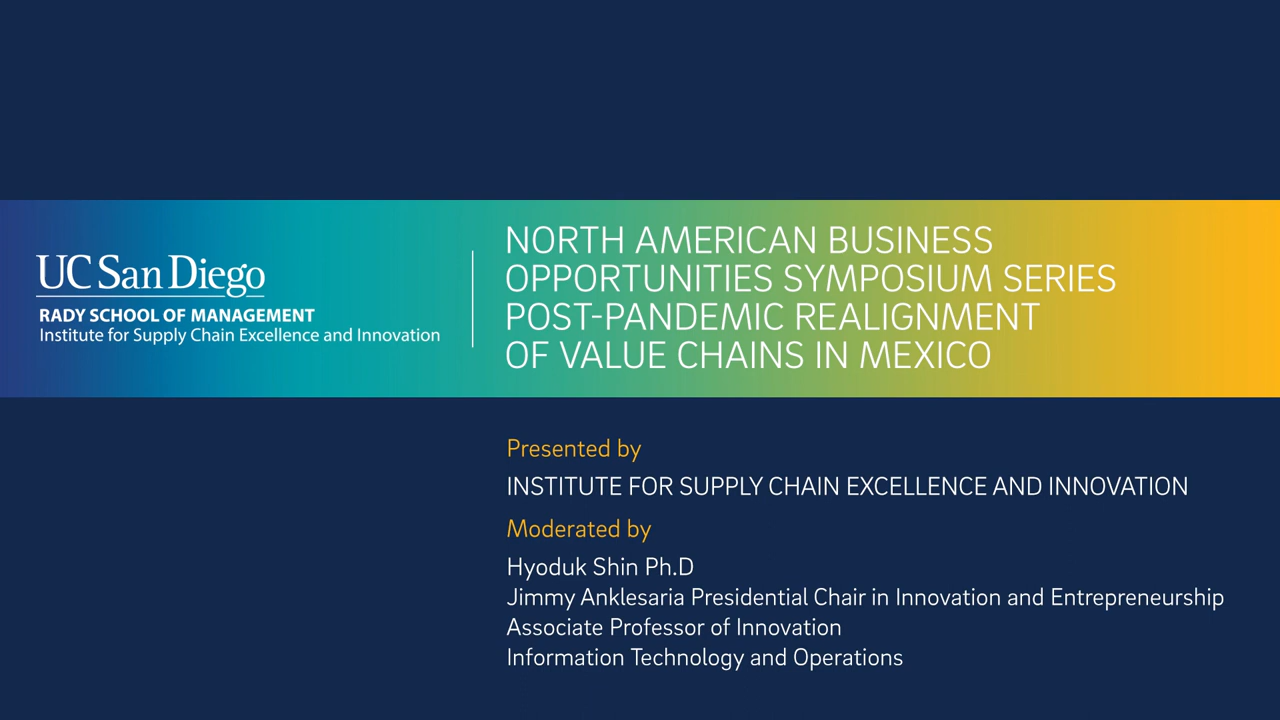 UC San Diego
RADY SCHOOL OF MANAGEMENT
Institute for Supply Chain Excellence and Innovation
NORTH AMERICAN BUSINESS
OPPORTUNITIES SYMPOSIUM SERIES
POST-PANDEMIC REALIGNMENT
OF VALUE CHAINS IN MEXICO
Presented by
INSTITUTE FOR SUPPLY CHAIN EXCELLENCE AND INNOVATION
Moderated by
Hyoduk Shin Ph.D
Jimmy Anklesaria Presidential Chair in Innovation and Entrepreneurship
Associate Professor of Innovation
Information Technology and Operations